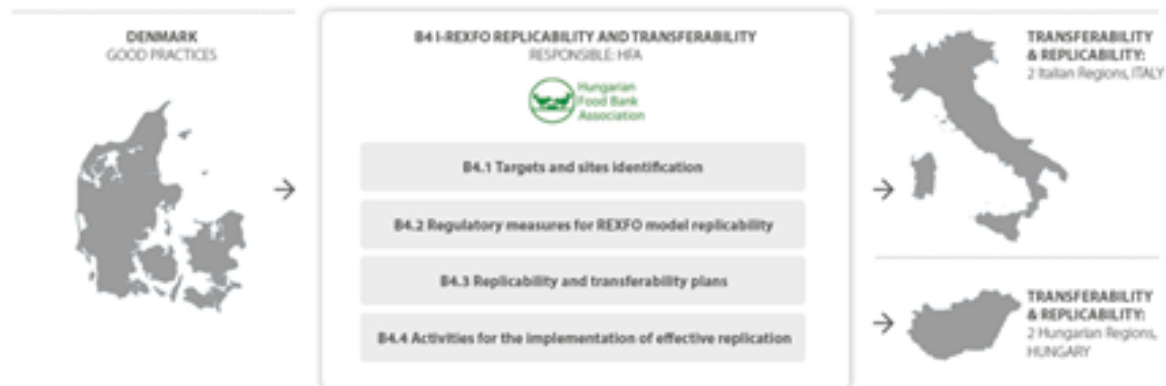 DENMARK
GOOD PRACTICES
B4 I-REXFO REPLICABILITY AND TRANSFERABILITY
RESPONSIBLE: HFA
Hungarian
Food Bank
Association
B4.1 Targets and sites identification
B4.2 Regulatory measures for REXFO model replicability
B4.3 Replicability and transferability plans
B4.4 Activities for the implementation of effective replication
TRANSFERABILITY
& REPLICABILITY:
2 Italian Regions, ITALY
TRANSFERABILITY
& REPLICABILITY:
2 Hungarian Regions,
HUNGARY